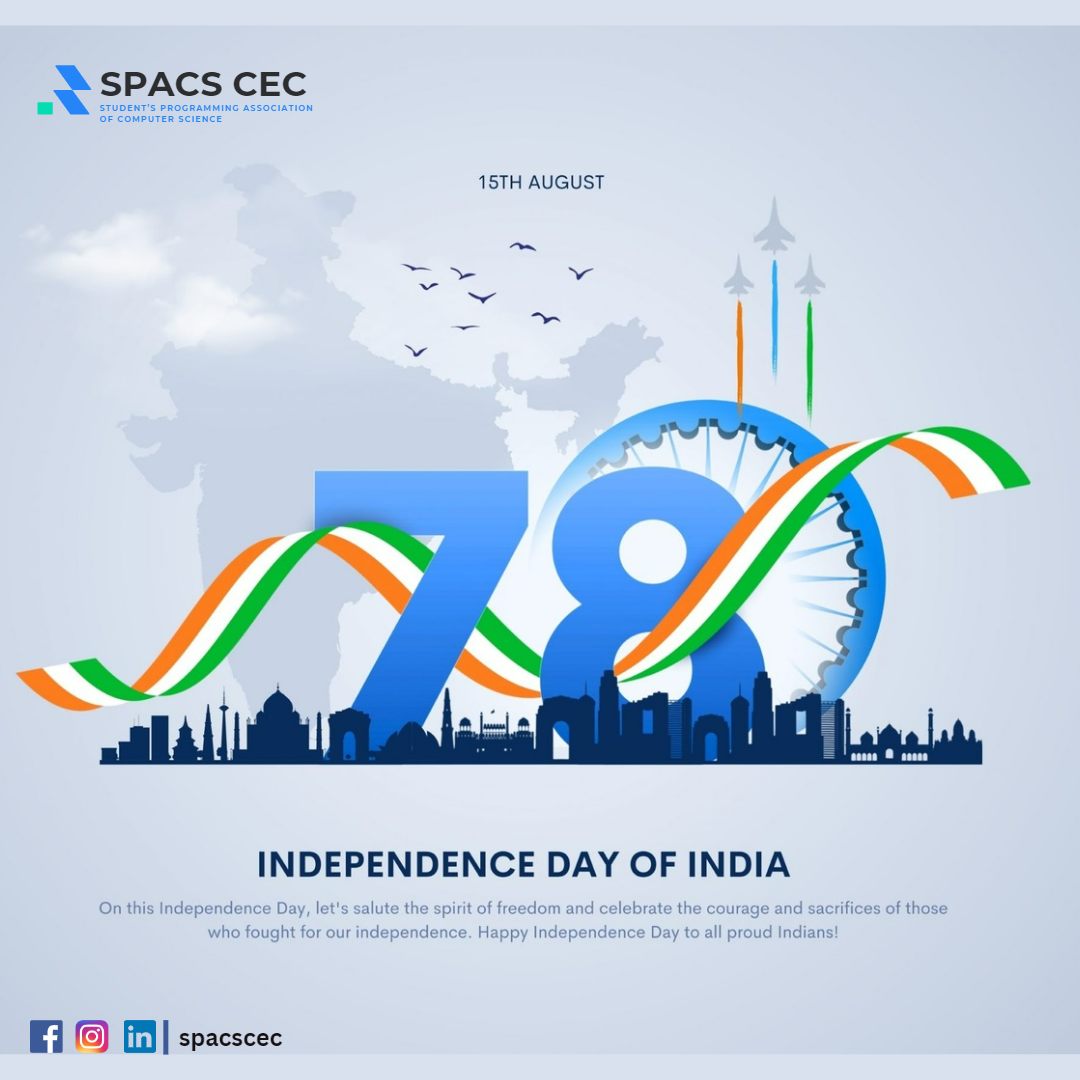 SPACS CEC
STUDENT'S PROGRAMMING ASSOCIATION
OF COMPUTER SCIENCE
15TH AUGUST
78
INDEPENDENCE DAY OF INDIA
On this Independence Day, let's salute the spirit of freedom and celebrate the courage and sacrifices of those
who fought for our independence. Happy Independence Day to all proud Indians!
spacscec